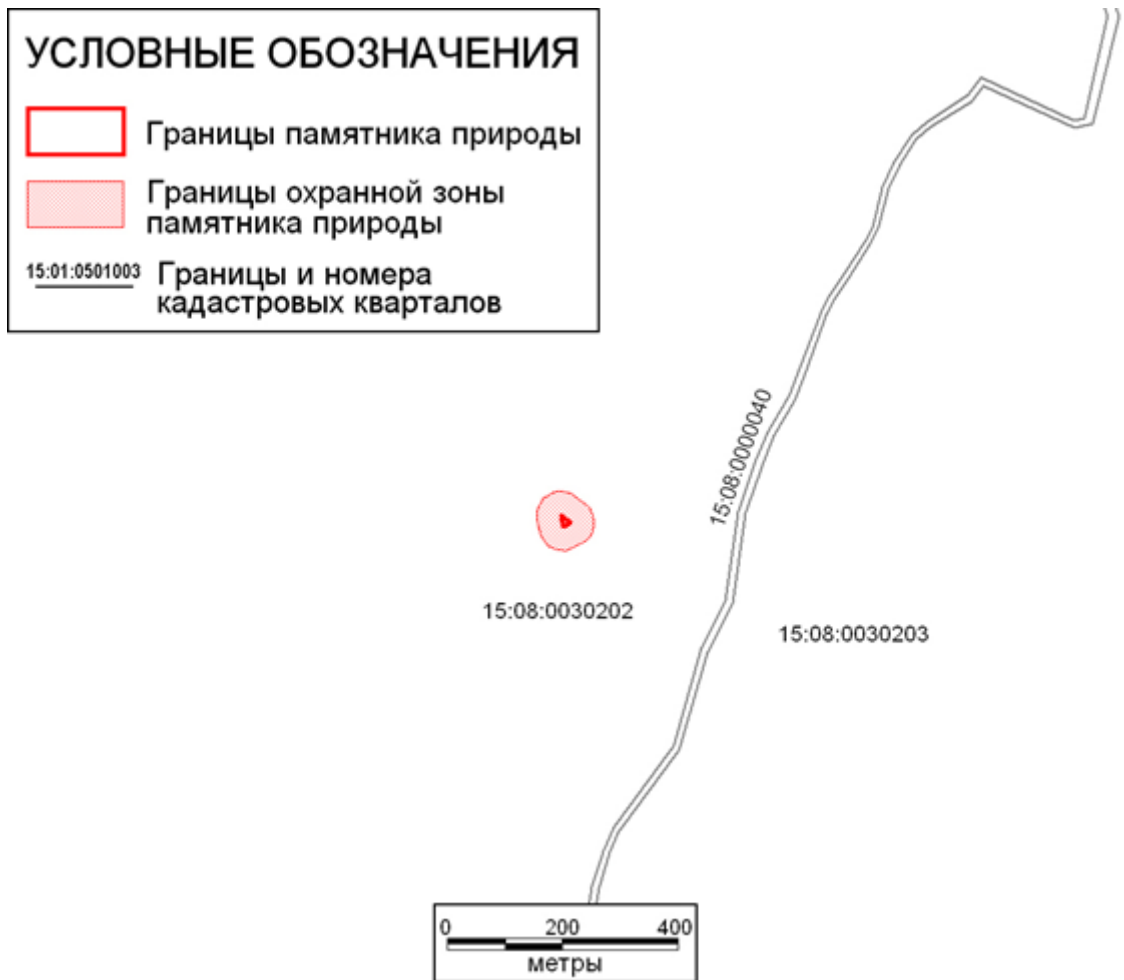 УСЛОВНЫЕ ОБОЗНАЧЕНИЯ
Границы памятника природы
Границы охранной зоны
памятника природы
15:01:0501003
Границы и номера
кадастровых кварталов
15:08:0000040
15:08:0030202
15:08:0030203
0 200 400
метры